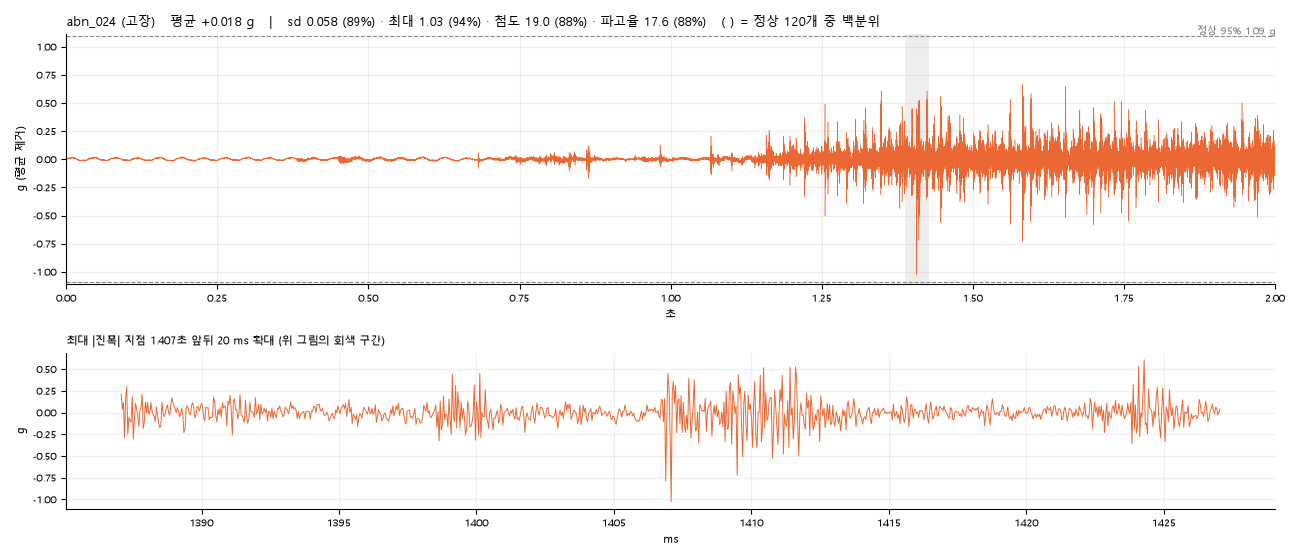 abn_024 (고장) 평균 +0.018 g | sd 0.058 (89%) · 최대 1.03 (94%) · 첨도 19.0 (88%) · 파고율 17.6 (88%) ( ) = 정상 120개 중 백분위
정상 95% 1.09 g
1.00
0.75
0.50
0.25
0.00
-0.25
-0.50
-0.75
-1.00
g (평균 제거)
0.00 0.25 0.50 0.75 1.00 1.25 1.50 1.75 2.00
초
최대 |진폭| 지점 1.407초 앞뒤 20 ms 확대 (위 그림의 회색 구간)
0.50
0.25
0.00
-0.25
-0.50
-0.75
-1.00
g
1390 1395 1400 1405 1410 1415 1420 1425
ms